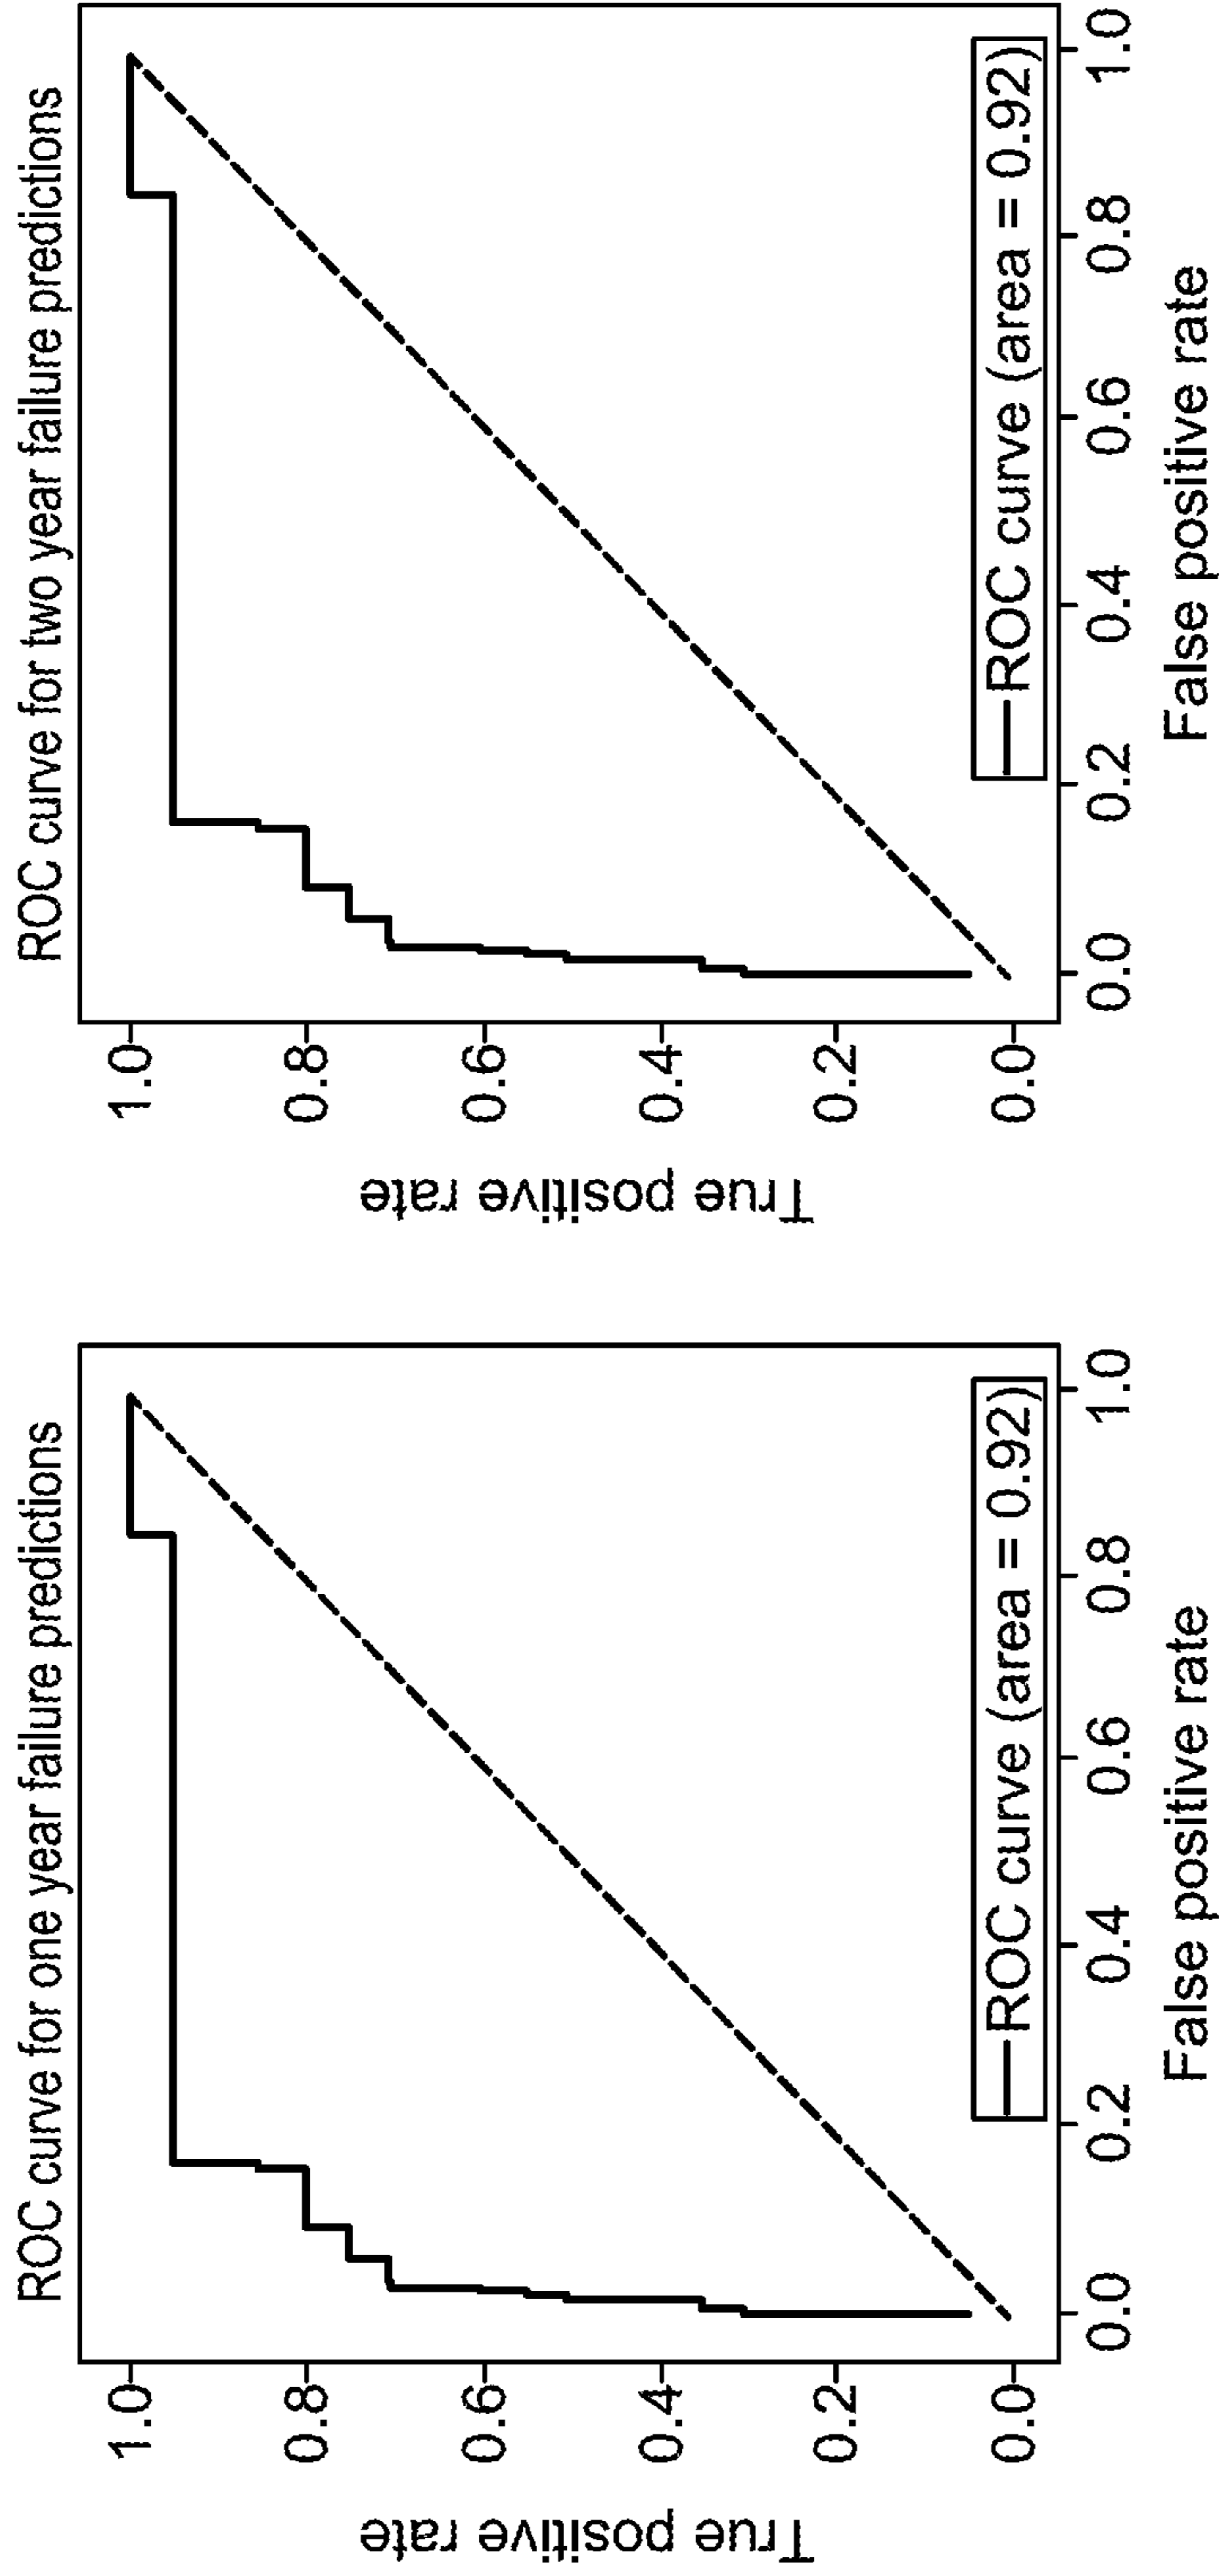 ROC curve for one year failure predictions
True positive rate
1.0
0.8
0.6
0.4
0.2
0.0
ROC curve (area = 0.92)
0.0 0.2 0.4 0.6 0.8 1.0
False positive rate
ROC curve for two year failure predictions
True positive rate
1.0
0.8
0.6
0.4
0.2
0.0
ROC curve (area = 0.92)
0.0 0.2 0.4 0.6 0.8 1.0
False positive rate